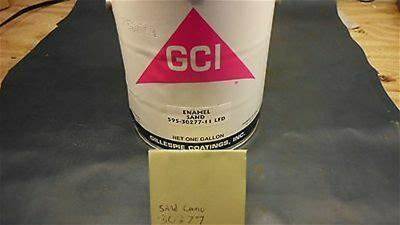 GCI
ENAMEL
SAND
595-30277-11 LFD
NET ONE GALLON
GILLESPIE COATINGS, INC.
Sand Camo
30277